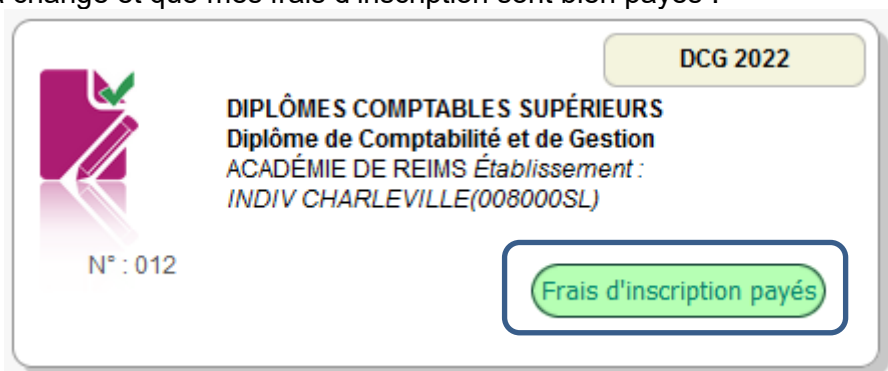 change et que mes frais d'inscription sont bien payés :
DCG 2022
DIPLÔMES COMPTABLES SUPÉRIEURS
Diplôme de Comptabilité et de Gestion
ACADÉMIE DE REIMS Établissement :
INDIV CHARLEVILLE(008000SL)
N° : 012
Frais d'inscription payés